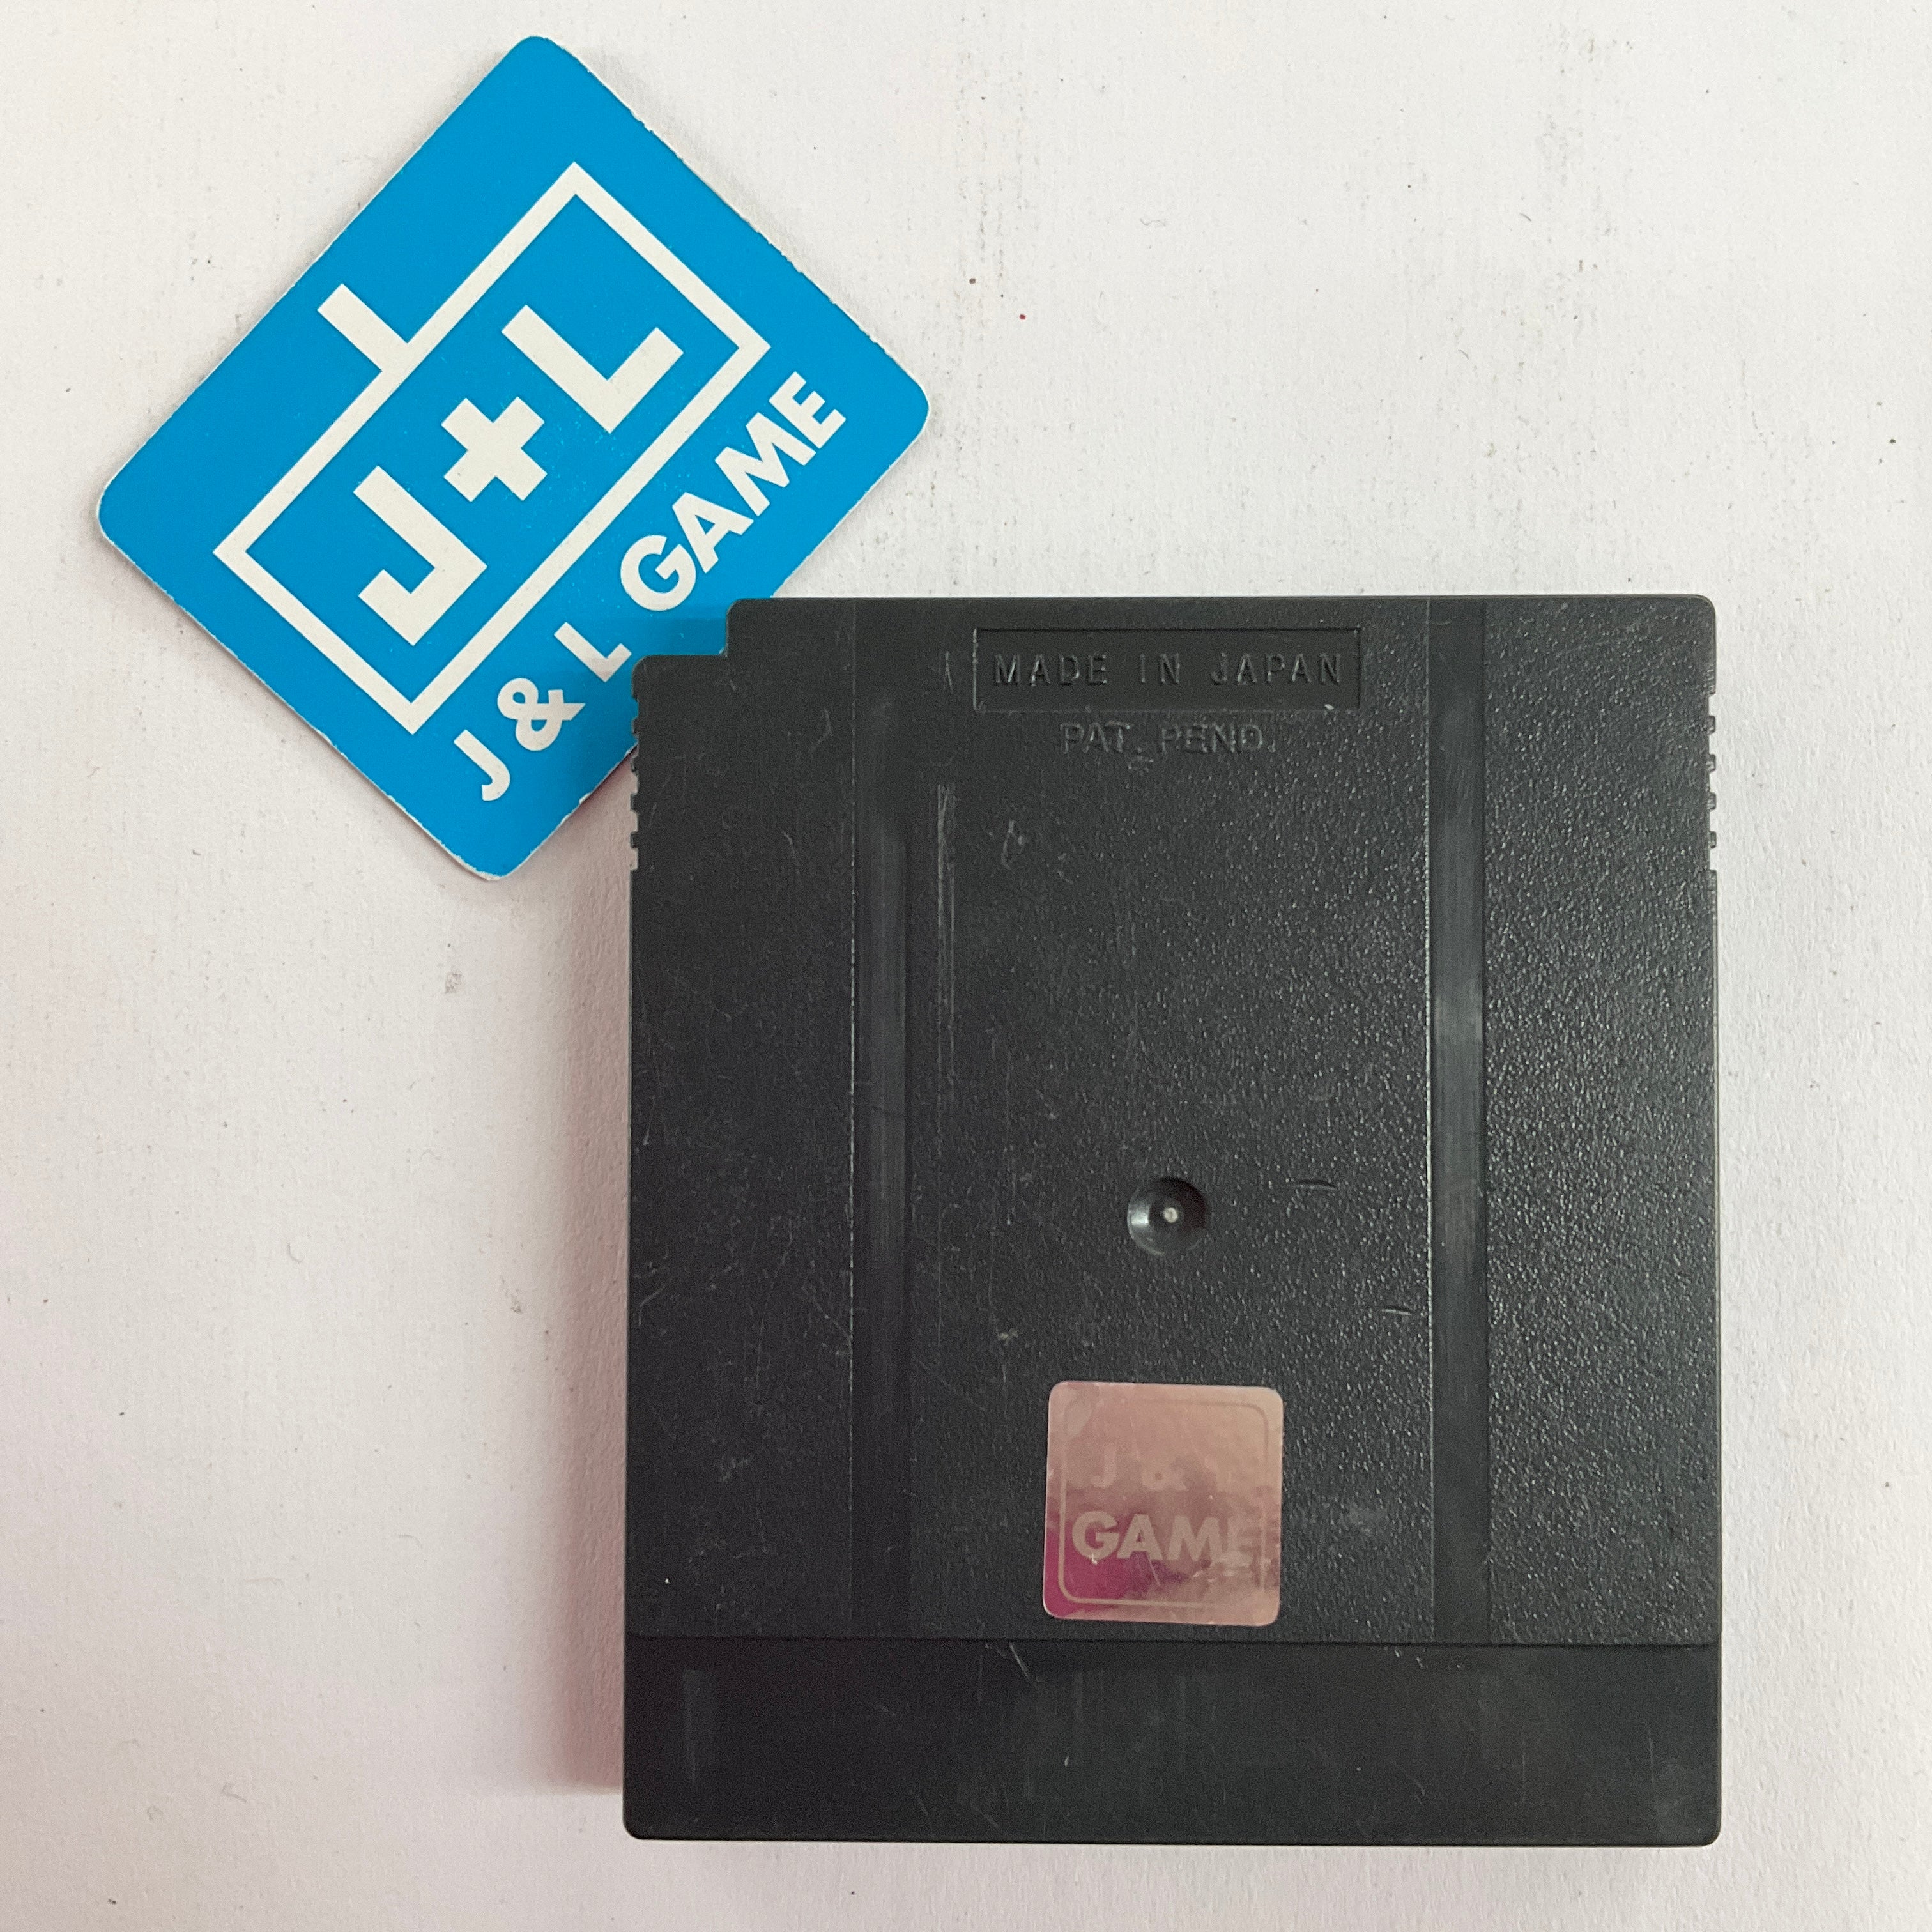 J+L
J & L GAME
MADE IN JAPAN
PAT. PEND.
J &
GAME